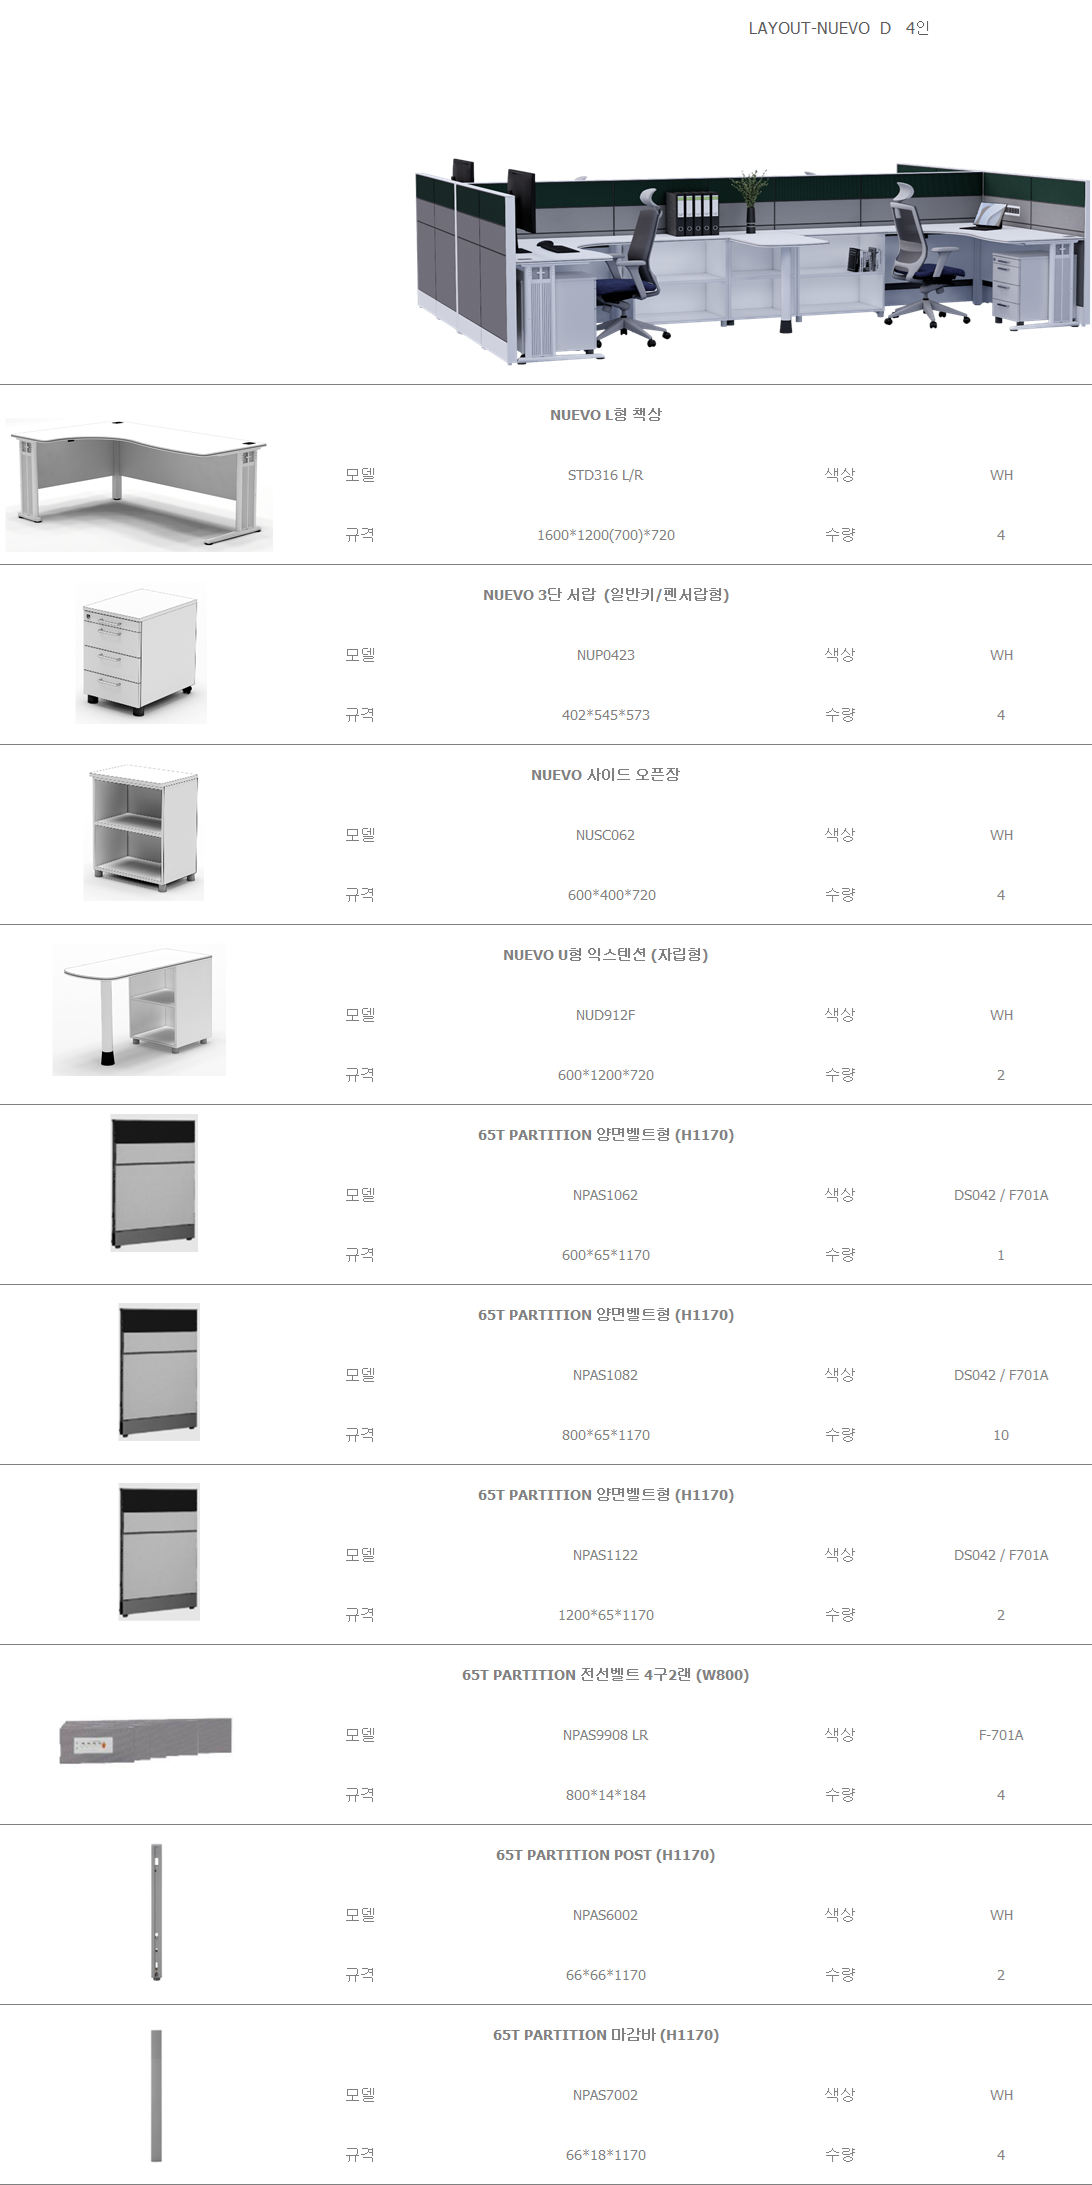 LAYOUT-NUEVO D 4인
NUEVO L형 책상
모델 STD316 L/R 색상 WH
규격 1600*1200(700)*720 수량 4
NUEVO 3단 서랍 (일반키/펜서랍형)
모델 NUP0423 색상 WH
규격 402*545*573 수량 4
NUEVO 사이드 오픈장
모델 NUSC062 색상 WH
규격 600*400*720 수량 4
NUEVO U형 익스텐션 (자립형)
모델 NUD912F 색상 WH
규격 600*1200*720 수량 2
65T PARTITION 양면벨트형 (H1170)
모델 NPAS1062 색상 DS042 / F701A
규격 600*65*1170 수량 1
65T PARTITION 양면벨트형 (H1170)
모델 NPAS1082 색상 DS042 / F701A
규격 800*65*1170 수량 10
65T PARTITION 양면벨트형 (H1170)
모델 NPAS1122 색상 DS042 / F701A
규격 1200*65*1170 수량 2
65T PARTITION 전선벨트 4구2랜 (W800)
모델 NPAS9908 LR 색상 F-701A
규격 800*14*184 수량 4
65T PARTITION POST (H1170)
모델 NPAS6002 색상 WH
규격 66*66*1170 수량 2
65T PARTITION 마감바 (H1170)
모델 NPAS7002 색상 WH
규격 66*18*1170 수량 4